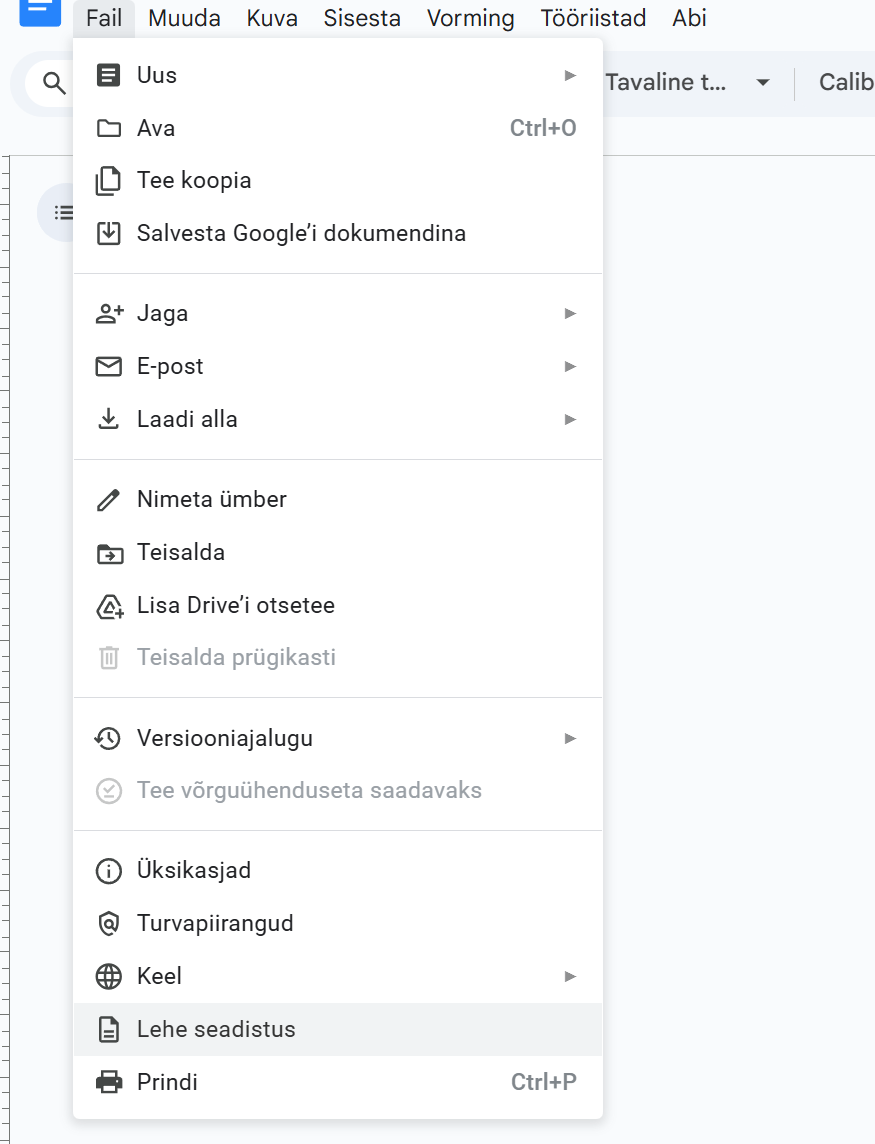 Fail Muuda Kuva Sisesta Vorming Tööriistad Abi
Tavaline t... Calib
Uus
Ava Ctrl+O
Tee koopia
Salvesta Google’i dokumendina
Jaga
E-post
Laadi alla
Nimeta ümber
Teisalda
Lisa Drive’i otsetee
Teisalda prügikasti
Versiooniajalugu
Tee võrguühenduseta saadavaks
Üksikasjad
Turvapiirangud
Keel
Lehe seadistus
Prindi Ctrl+P